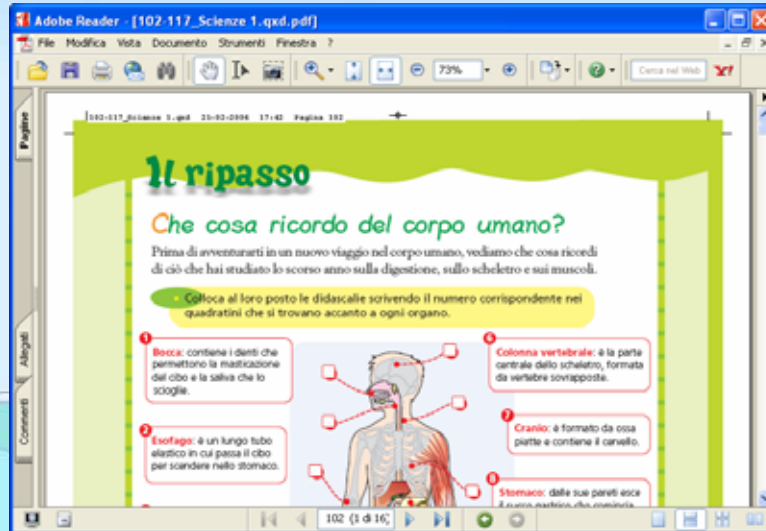 Adobe Reader - [102-117_Scienze 1.qxd.pdf]
File Modifica Vista Documento Strumenti Finestra ?
73%
Cerca nel Web
Y!
Pagine
102-117_Scienze 1.qxd 23-02-2004 17:42 Pagina 102
Il ripasso
Che cosa ricordo del corpo umano?
Prima di avventurarti in un nuovo viaggio nel corpo umano, vediamo che cosa ricordi
di ciò che hai studiato lo scorso anno sulla digestione, sullo scheletro e sui muscoli.
• Colloca al loro posto le didascalie scrivendo il numero corrispondente nei
quadratini che si trovano accanto a ogni organo.
1
Bocca: contiene i denti che
permettono la masticazione
del cibo e la saliva che lo
scioglie.
2
Esofago: è un lungo tubo
elastico in cui passa il cibo
per scendere nello stomaco.
6
Colonna vertebrale: è la parte
centrale dello scheletro, formata
da vertebre sovrapposte.
7
Cranio: è formato da ossa
piatte e contiene il cervello.
8
Stomaco: dalle sue pareti esce
il succo gastrico che comincia
Allegati
Commenti
102 (1 di 16)